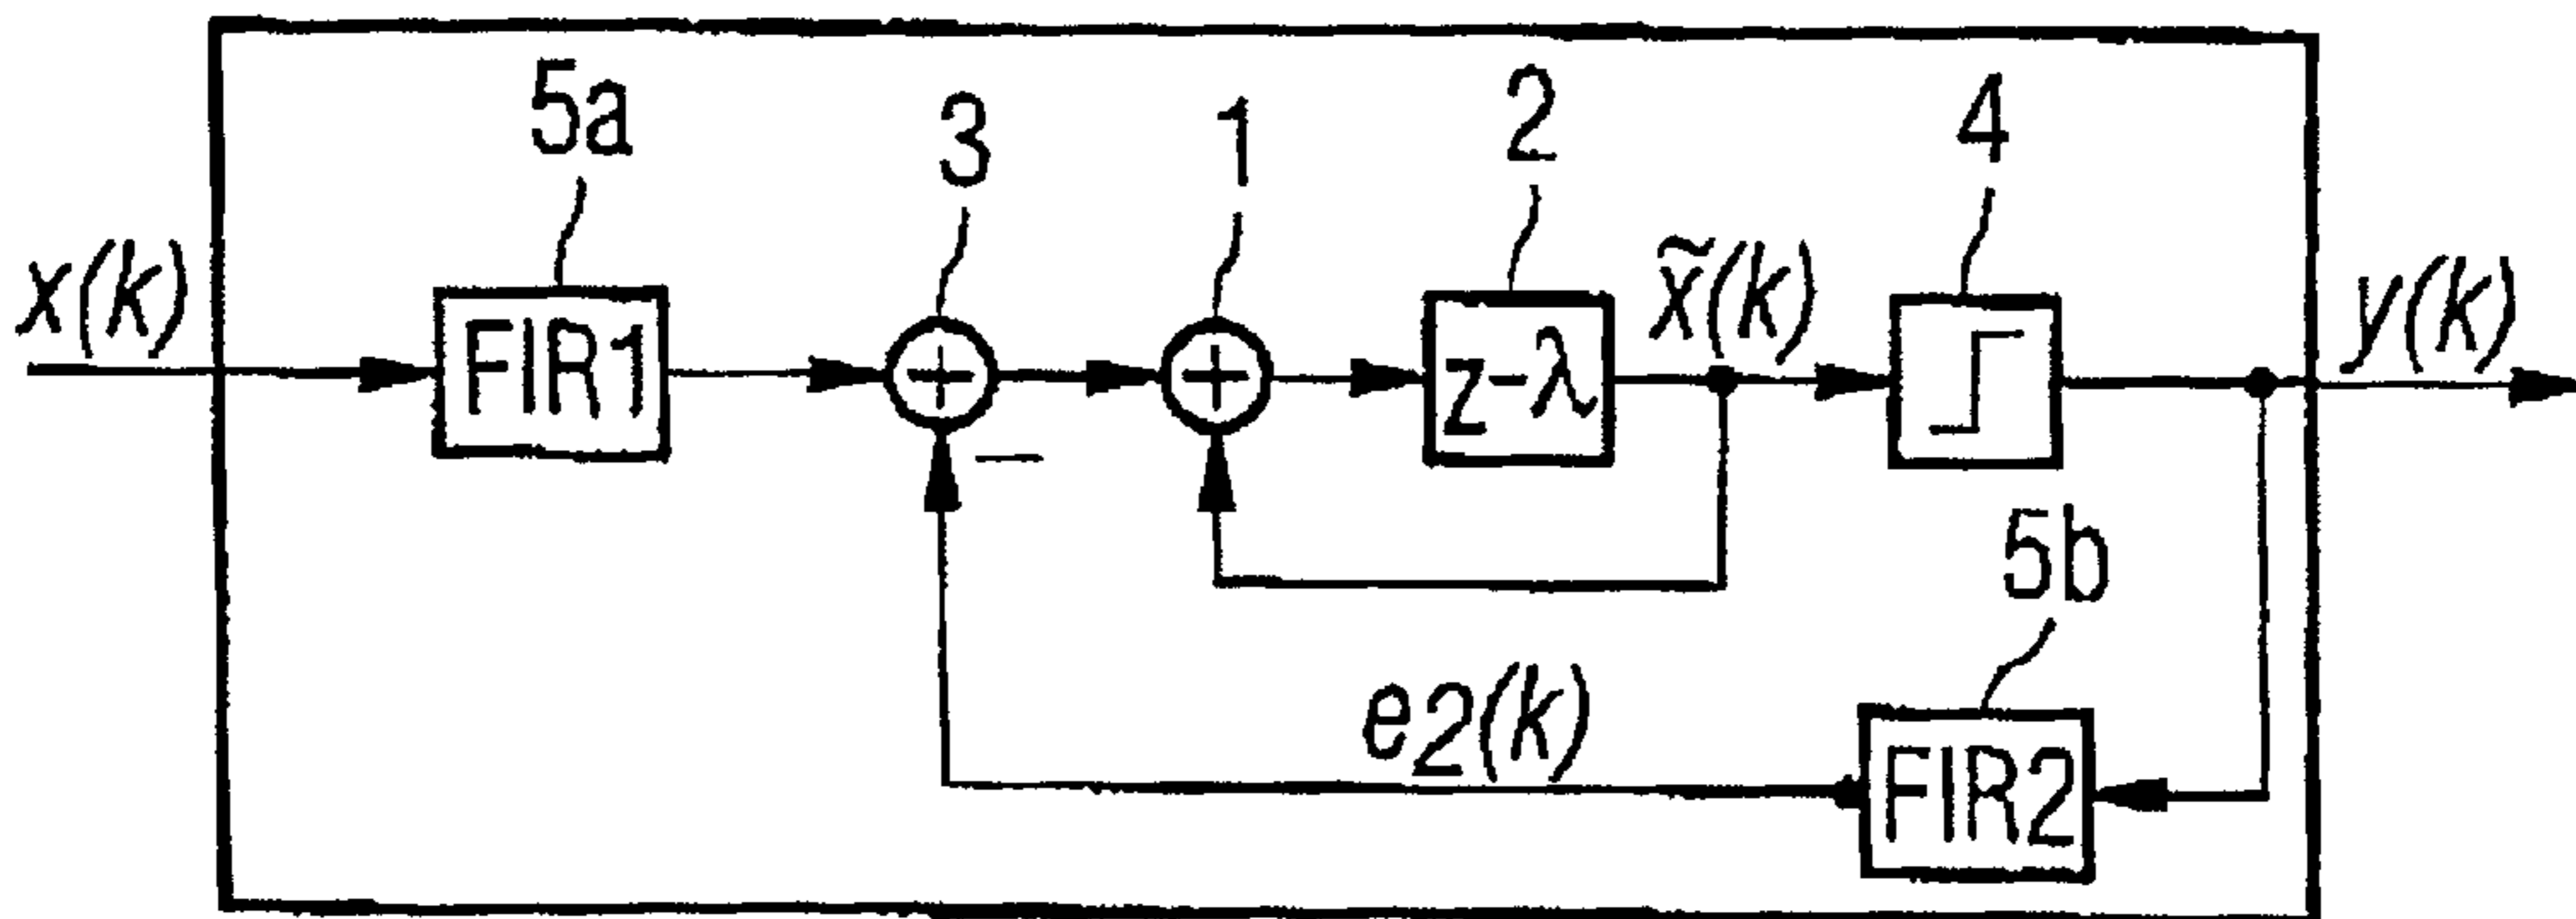 5a 3 1 2 4
x(k) FIR1 + + z-λ x̃(k) y(k)
−
5b
e2(k) FIR2